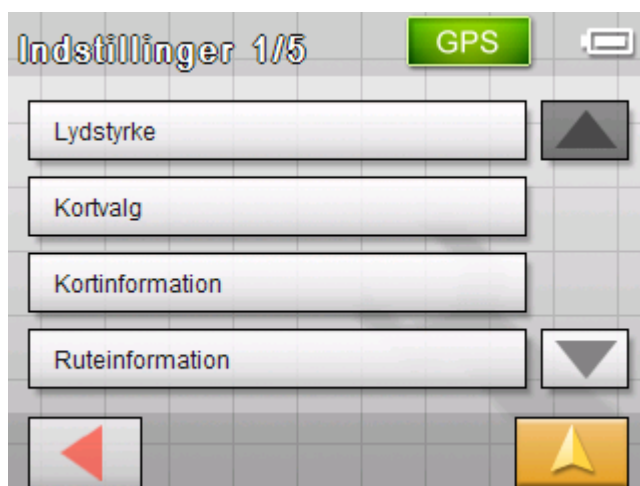 Indstillinger 1/5
GPS
Lydstyrke
Kortvalg
Kortinformation
Ruteinformation